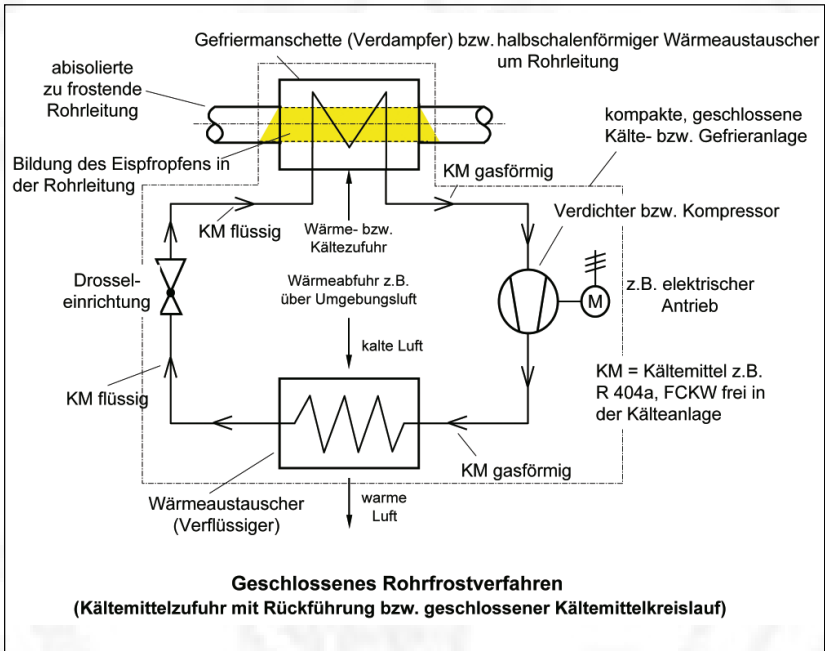 Gefriermanschette (Verdampfer) bzw. halbschalenförmiger Wärmeaustauscher
um Rohrleitung
abisolierte
zu frostende
Rohrleitung
kompakte, geschlossene
Kälte- bzw. Gefrieranlage
Bildung des Eispfropfens in
der Rohrleitung
KM gasförmig
KM flüssig
Wärme- bzw.
Kältezufuhr
Verdichter bzw. Kompressor
Drossel-
einrichtung
Wärmeabfuhr z.B.
über Umgebungsluft
M
z.B. elektrischer
Antrieb
kalte Luft
KM flüssig
KM = Kältemittel z.B.
R 404a, FCKW frei in
der Kälteanlage
KM gasförmig
Wärmeaustauscher
(Verflüssiger)
warme
Luft
Geschlossenes Rohrfrostverfahren
(Kältemittelzufuhr mit Rückführung bzw. geschlossener Kältemittelkreislauf)